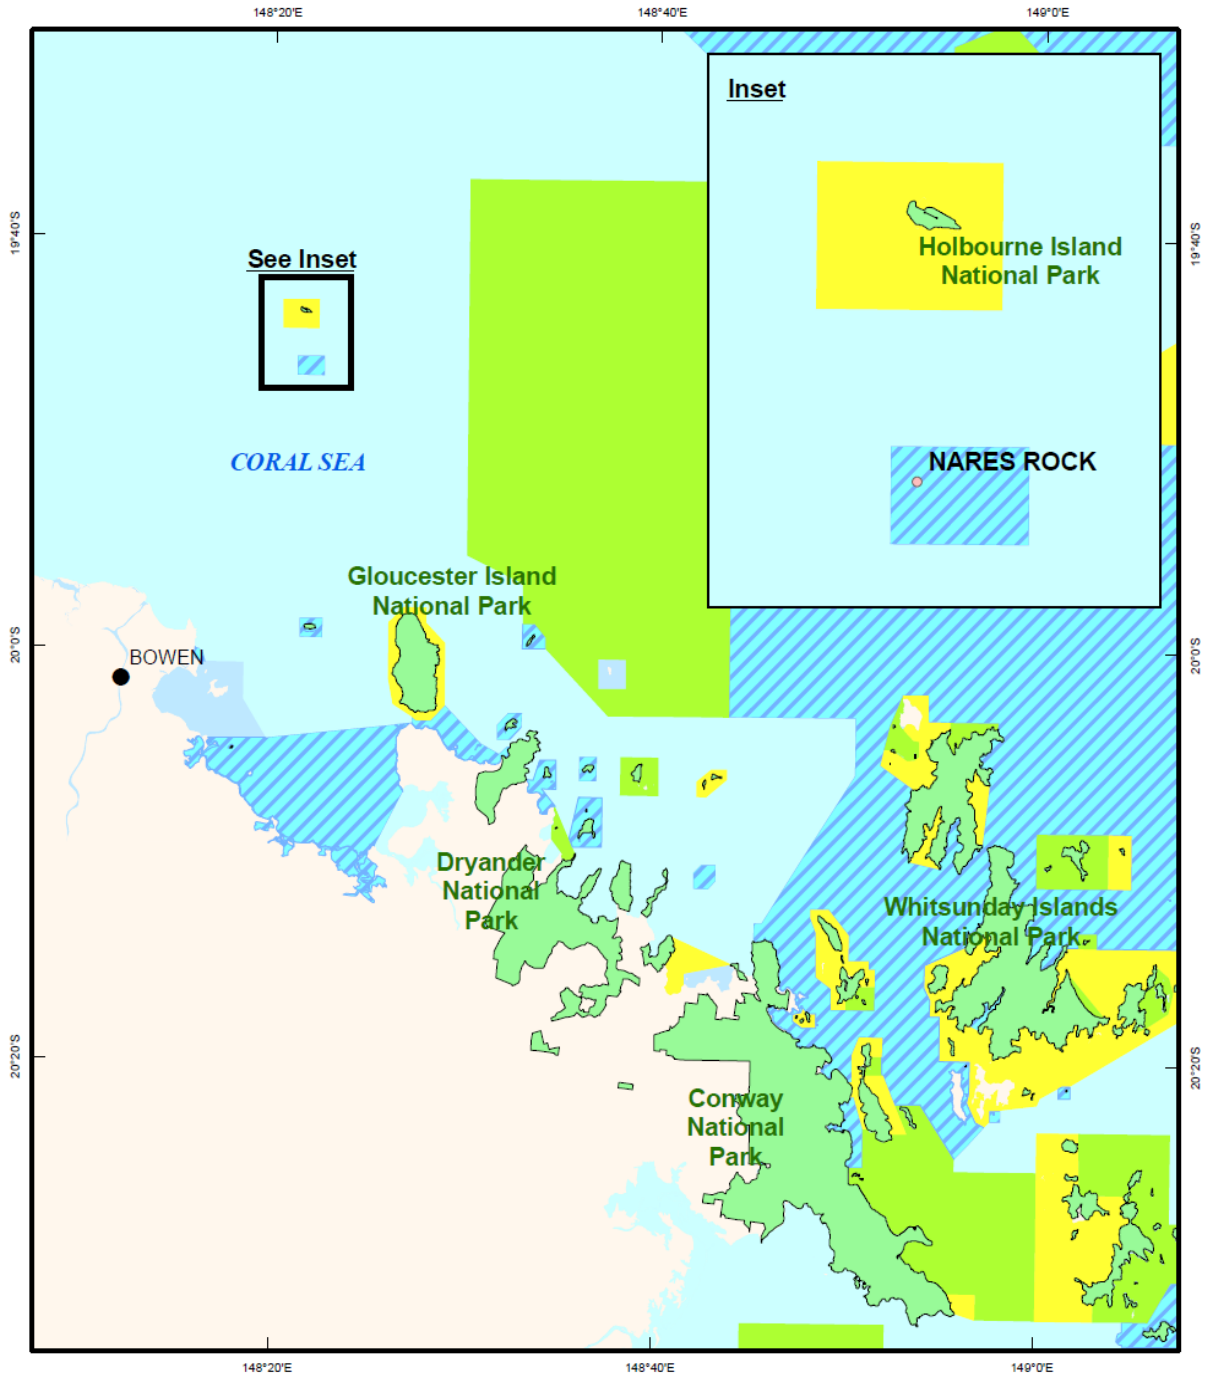 148°20'E
148°40'E
149°0'E
Inset
19°40'S
19°40'S
Holbourne Island
National Park
See Inset
CORAL SEA
NARES ROCK
Gloucester Island
National Park
20°0'S
20°0'S
BOWEN
Dryander
National
Park
Whitsunday Islands
National Park
20°20'S
20°20'S
Conway
National
Park
148°20'E
148°40'E
149°0'E